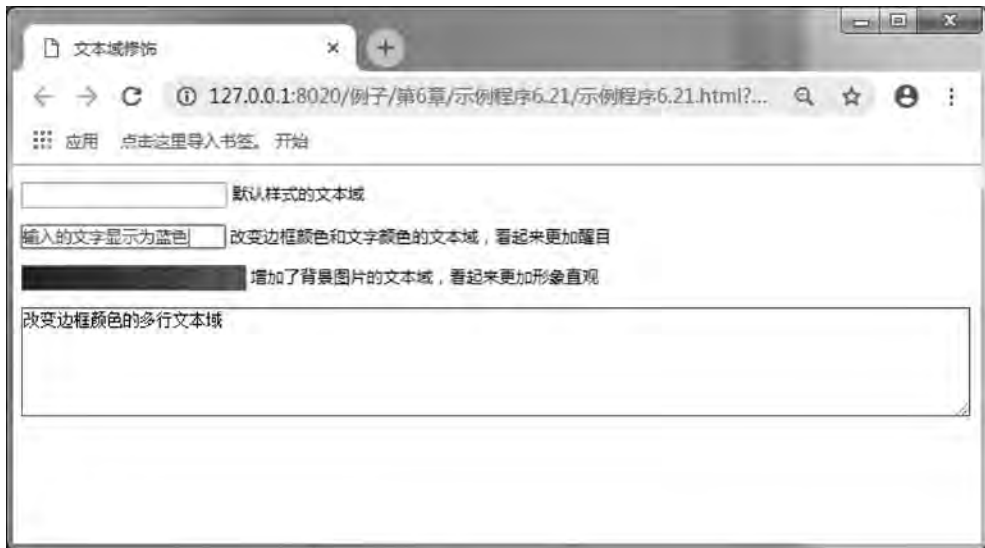 文本域修饰
127.0.0.1:8020/例子/第6章/示例程序6.21/示例程序6.21.html?...
应用 点击这里导入书签。 开始
默认样式的文本域
输入的文字显示为蓝色 改变边框颜色和文字颜色的文本域，看起来更加醒目
增加了背景图片的文本域，看起来更加形象直观
改变边框颜色的多行文本域